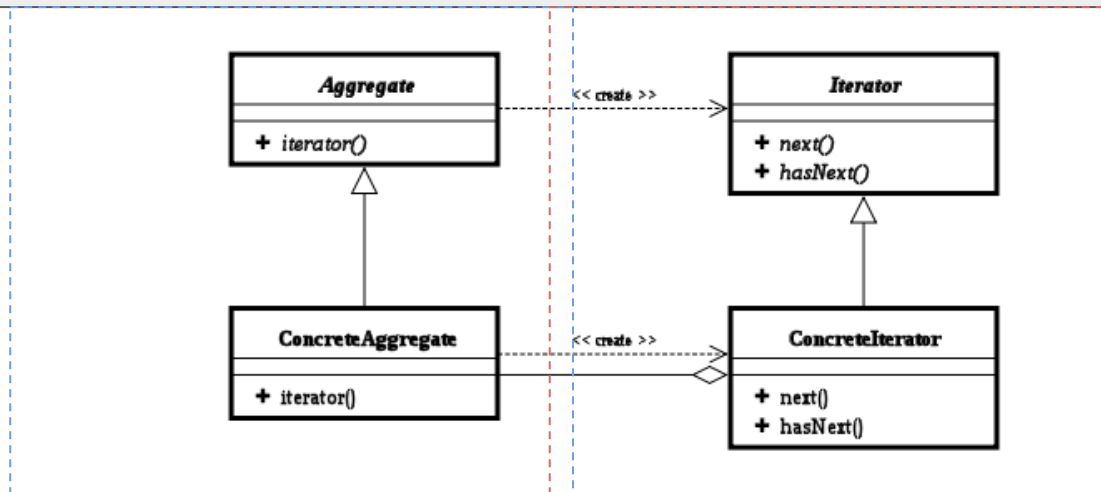 Aggregate
+ iterator()
<< create >>
Iterator
+ next()
+ hasNext()
ConcreteAggregate
+ iterator()
<< create >>
ConcreteIterator
+ next()
+ hasNext()